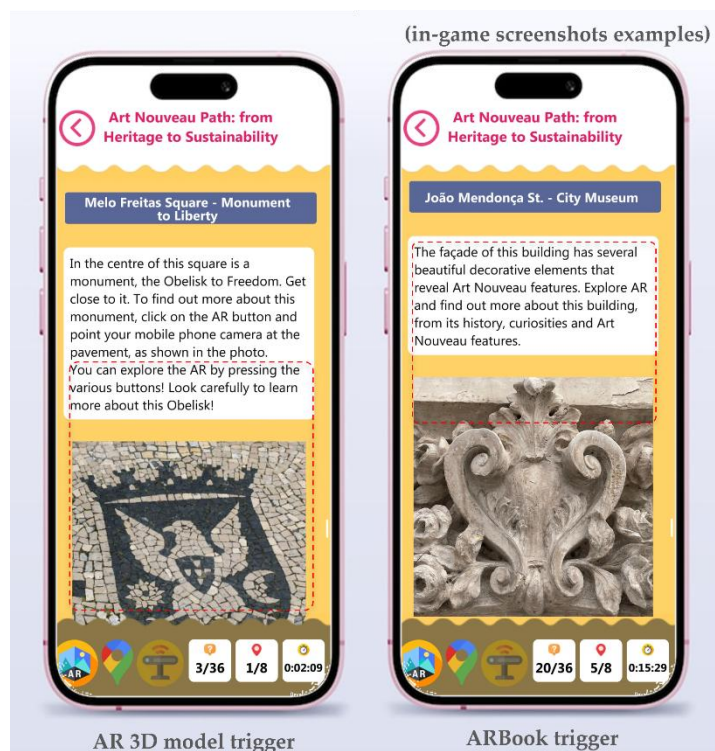 (in-game screenshots examples)
Art Nouveau Path: from
Heritage to Sustainability
Melo Freitas Square - Monument
to Liberty
In the centre of this square is a
monument, the Obelisk to Freedom. Get
close to it. To find out more about this
monument, click on the AR button and
point your mobile phone camera at the
pavement, as shown in the photo.
You can explore the AR by pressing the
various buttons! Look carefully to learn
more about this Obelisk!
AR
?
3/36
1/8
0:02:09
AR 3D model trigger
Art Nouveau Path: from
Heritage to Sustainability
João Mendonça St. - City Museum
The façade of this building has several
beautiful decorative elements that
reveal Art Nouveau features. Explore AR
and find out more about this building,
from its history, curiosities and Art
Nouveau features.
AR
?
20/36
5/8
0:15:29
ARBook trigger